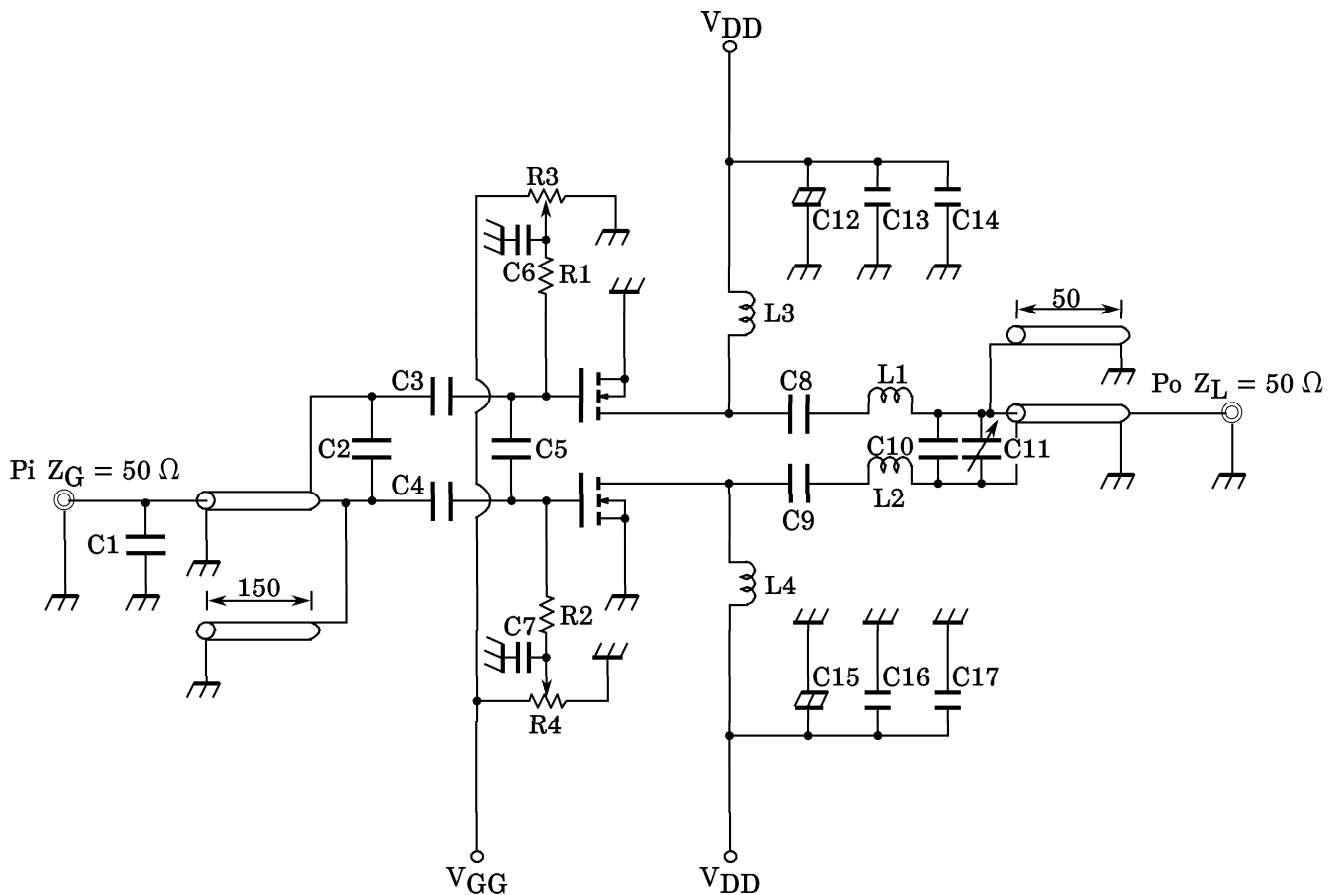 VDD
R3
C12 C13 C14
C6 R1
50
L3
C3
C8
L1
Po ZL = 50 Ω
C2
C5
C10
C11
Pi ZG = 50 Ω
C4
L2
C9
C1
150
L4
C7
R2
C15 C16 C17
R4
VGG
VDD